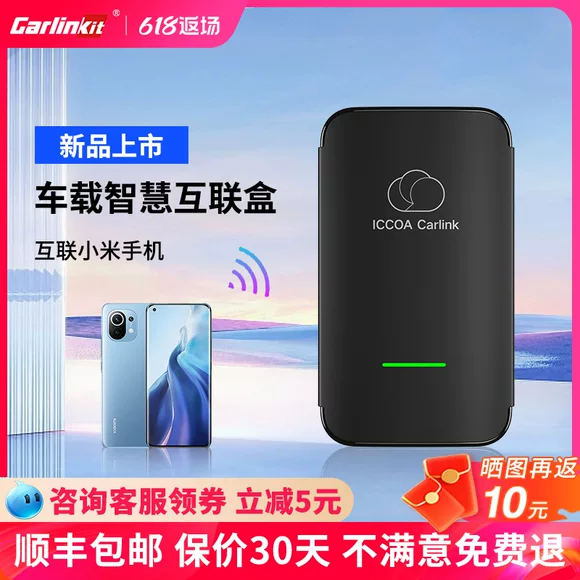 Carlinkit® 618返场
新品上市
车载智慧互联盒
互联小米手机
ICCOA Carlink
xiaomi
咨询客服领券 立减5元
晒图再返
10元
顺丰包邮 保价30天 不满意免费退